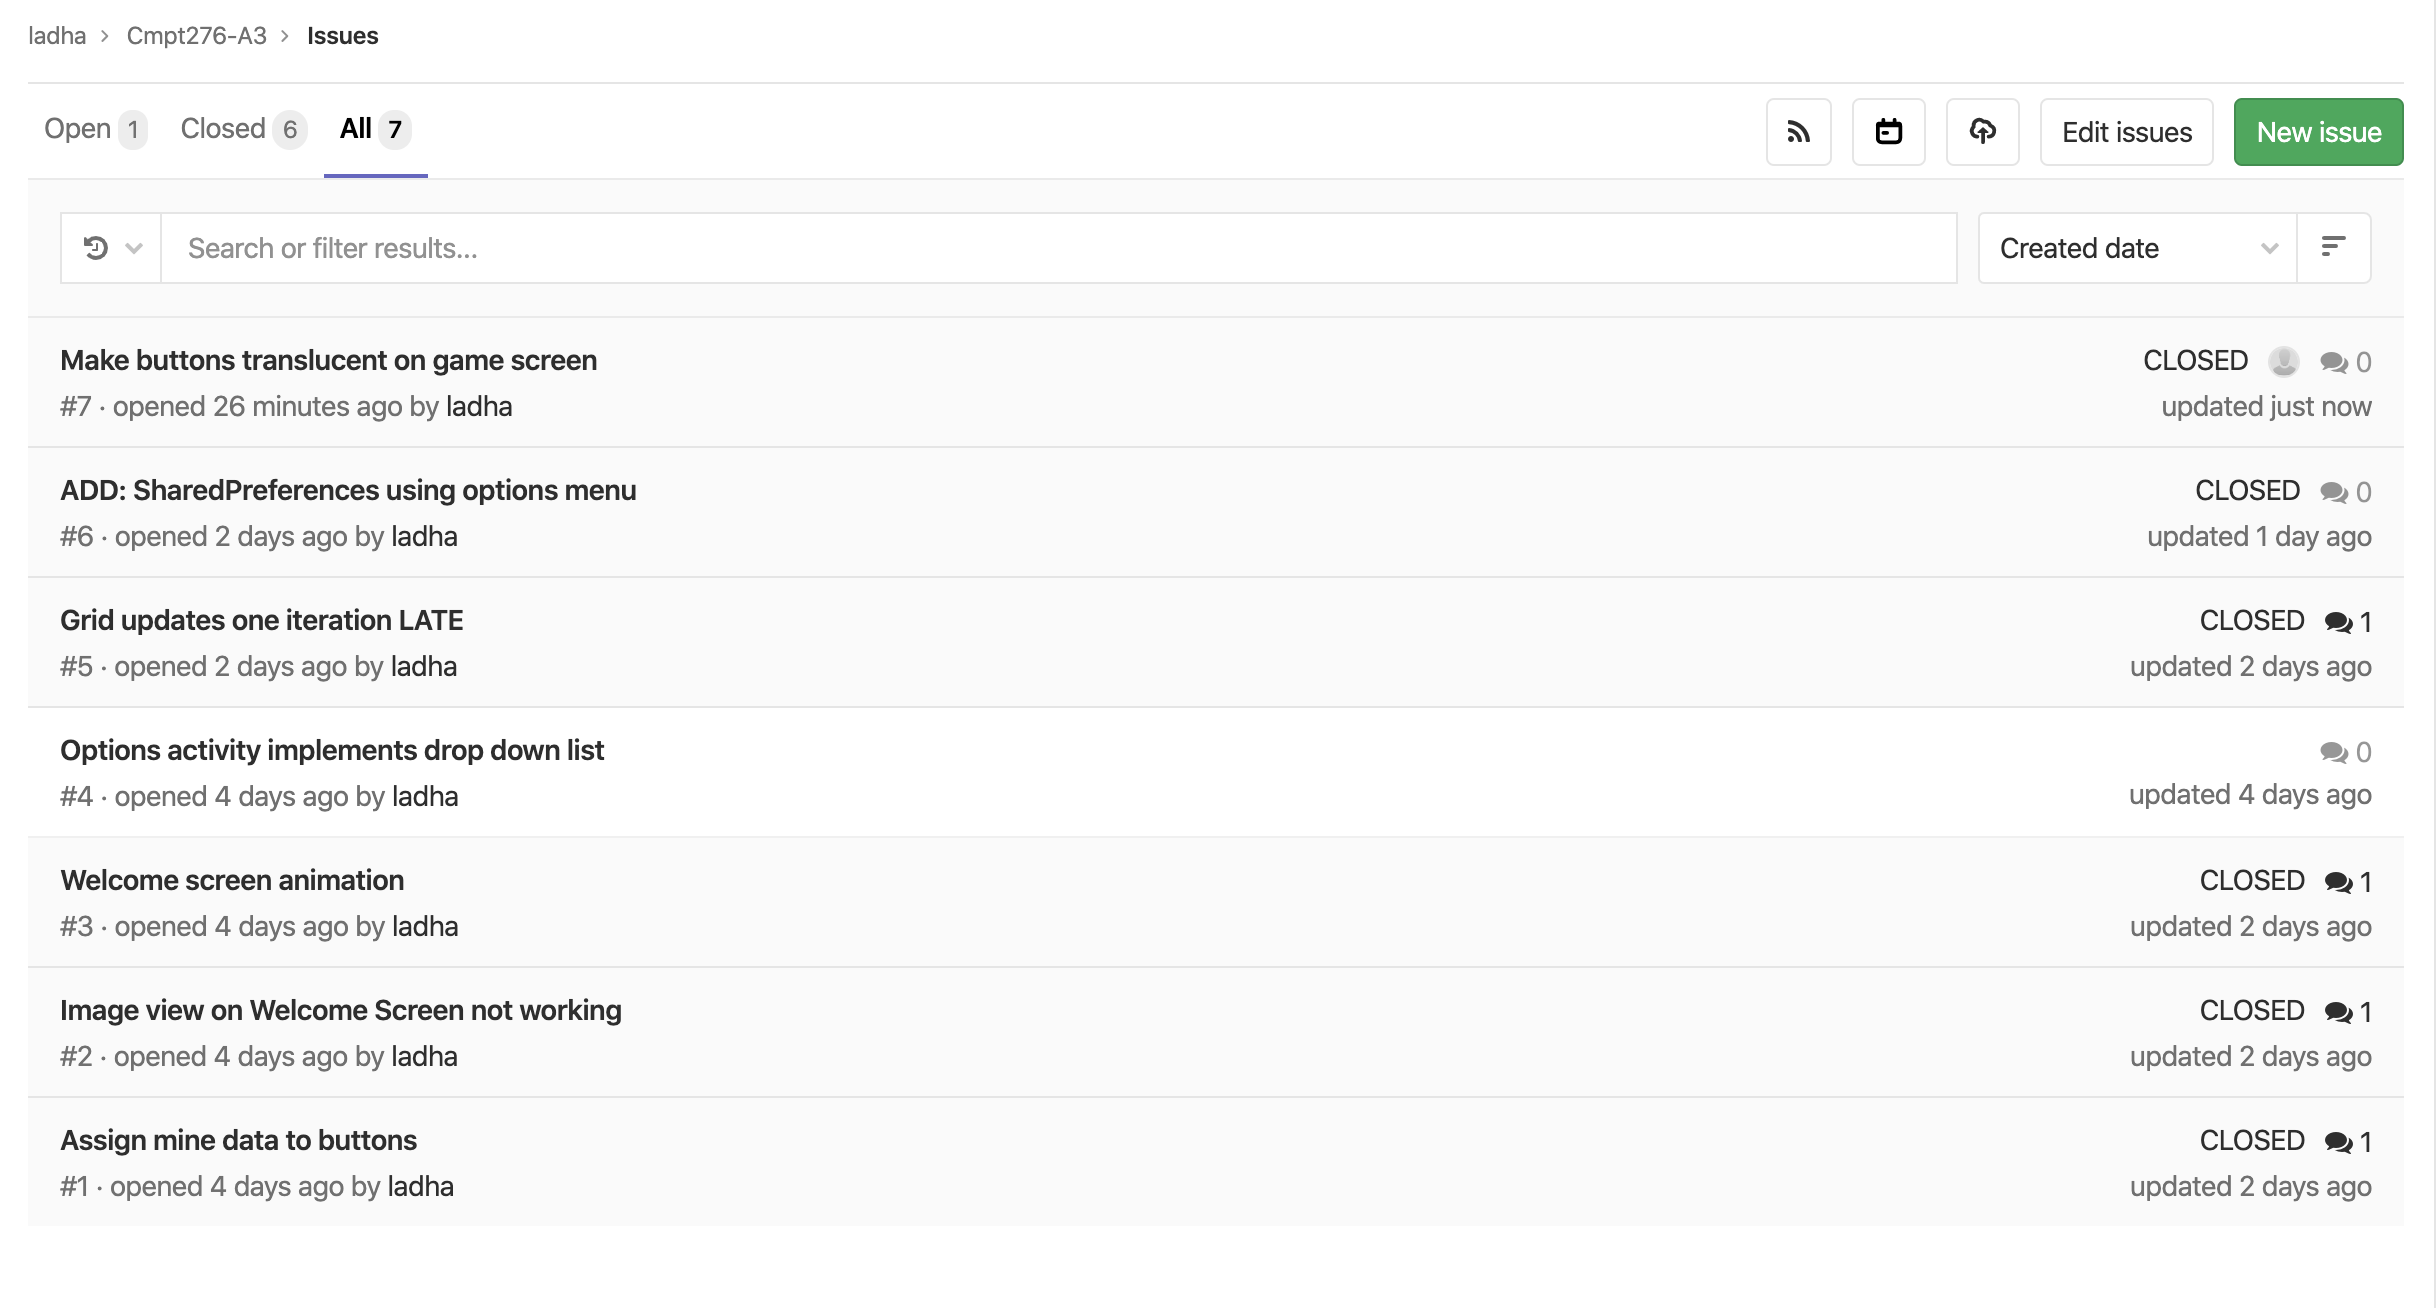 ladha > Cmpt276-A3 > Issues
Open 1 Closed 6 All 7 Edit issues New issue
Search or filter results... Created date
Make buttons translucent on game screen CLOSED 0
#7 · opened 26 minutes ago by ladha updated just now
ADD: SharedPreferences using options menu CLOSED 0
#6 · opened 2 days ago by ladha updated 1 day ago
Grid updates one iteration LATE CLOSED 1
#5 · opened 2 days ago by ladha updated 2 days ago
Options activity implements drop down list 0
#4 · opened 4 days ago by ladha updated 4 days ago
Welcome screen animation CLOSED 1
#3 · opened 4 days ago by ladha updated 2 days ago
Image view on Welcome Screen not working CLOSED 1
#2 · opened 4 days ago by ladha updated 2 days ago
Assign mine data to buttons CLOSED 1
#1 · opened 4 days ago by ladha updated 2 days ago